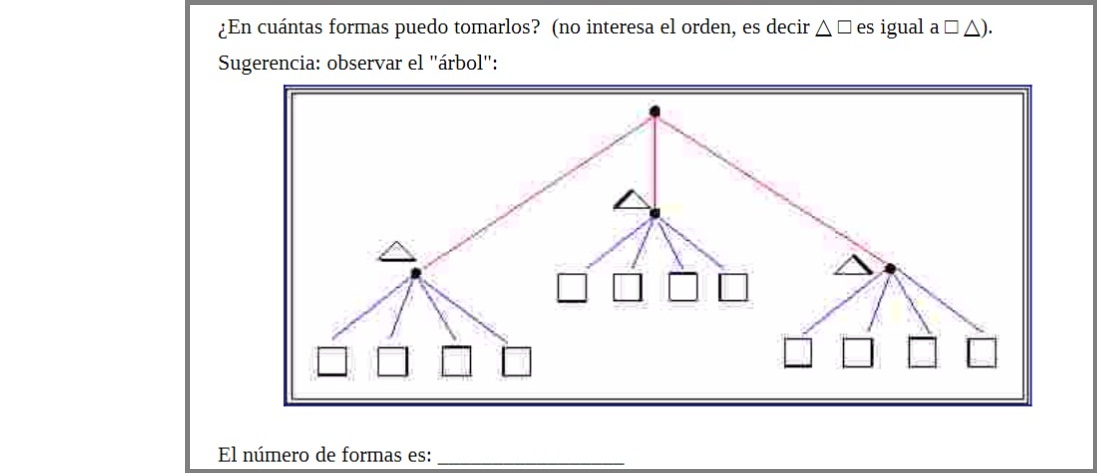 ¿En cuántas formas puedo tomarlos? (no interesa el orden, es decir △ □ es igual a □ △).
Sugerencia: observar el "árbol":
El número de formas es: _________________